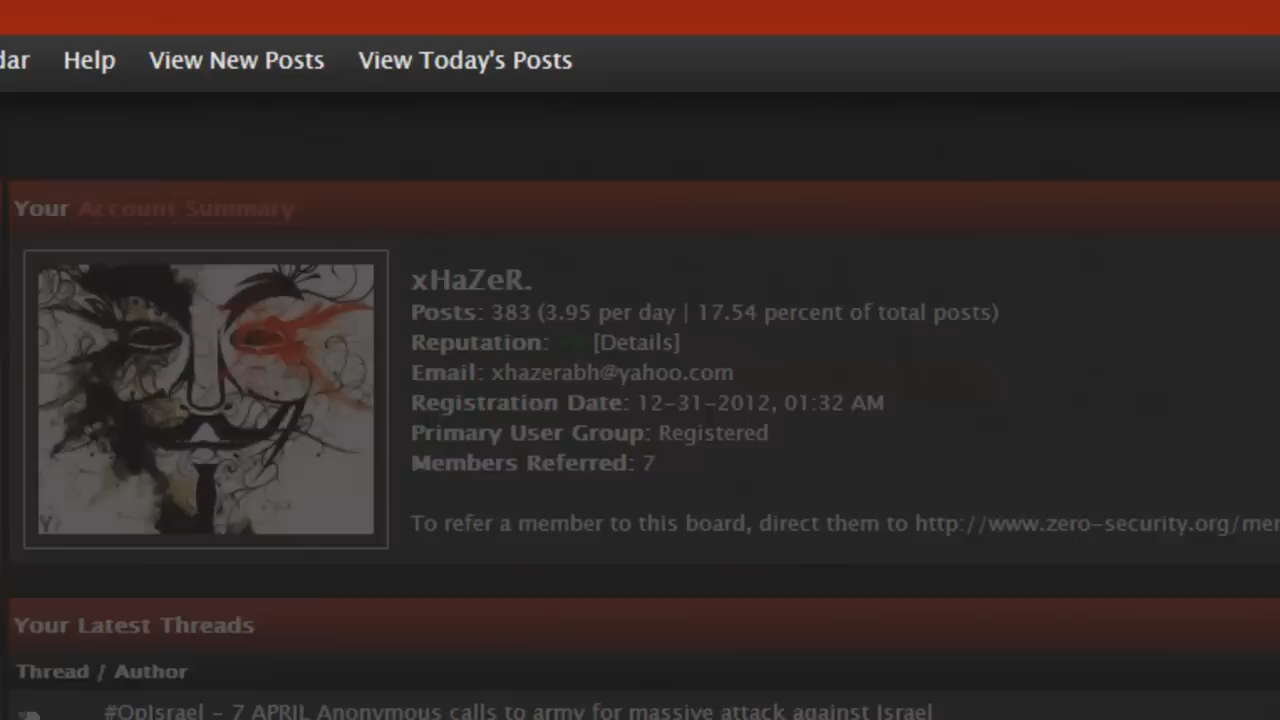 dar Help View New Posts View Today's Posts
Your Account Summary
xHaZeR.
Posts: 383 (3.95 per day | 17.54 percent of total posts)
Reputation: [Details]
Email: xhazerabh@yahoo.com
Registration Date: 12-31-2012, 01:32 AM
Primary User Group: Registered
Members Referred: 7
To refer a member to this board, direct them to http://www.zero-security.org/mer
Your Latest Threads
Thread / Author
#OpIsrael - 7 APRIL Anonymous calls to army for massive attack against Israel